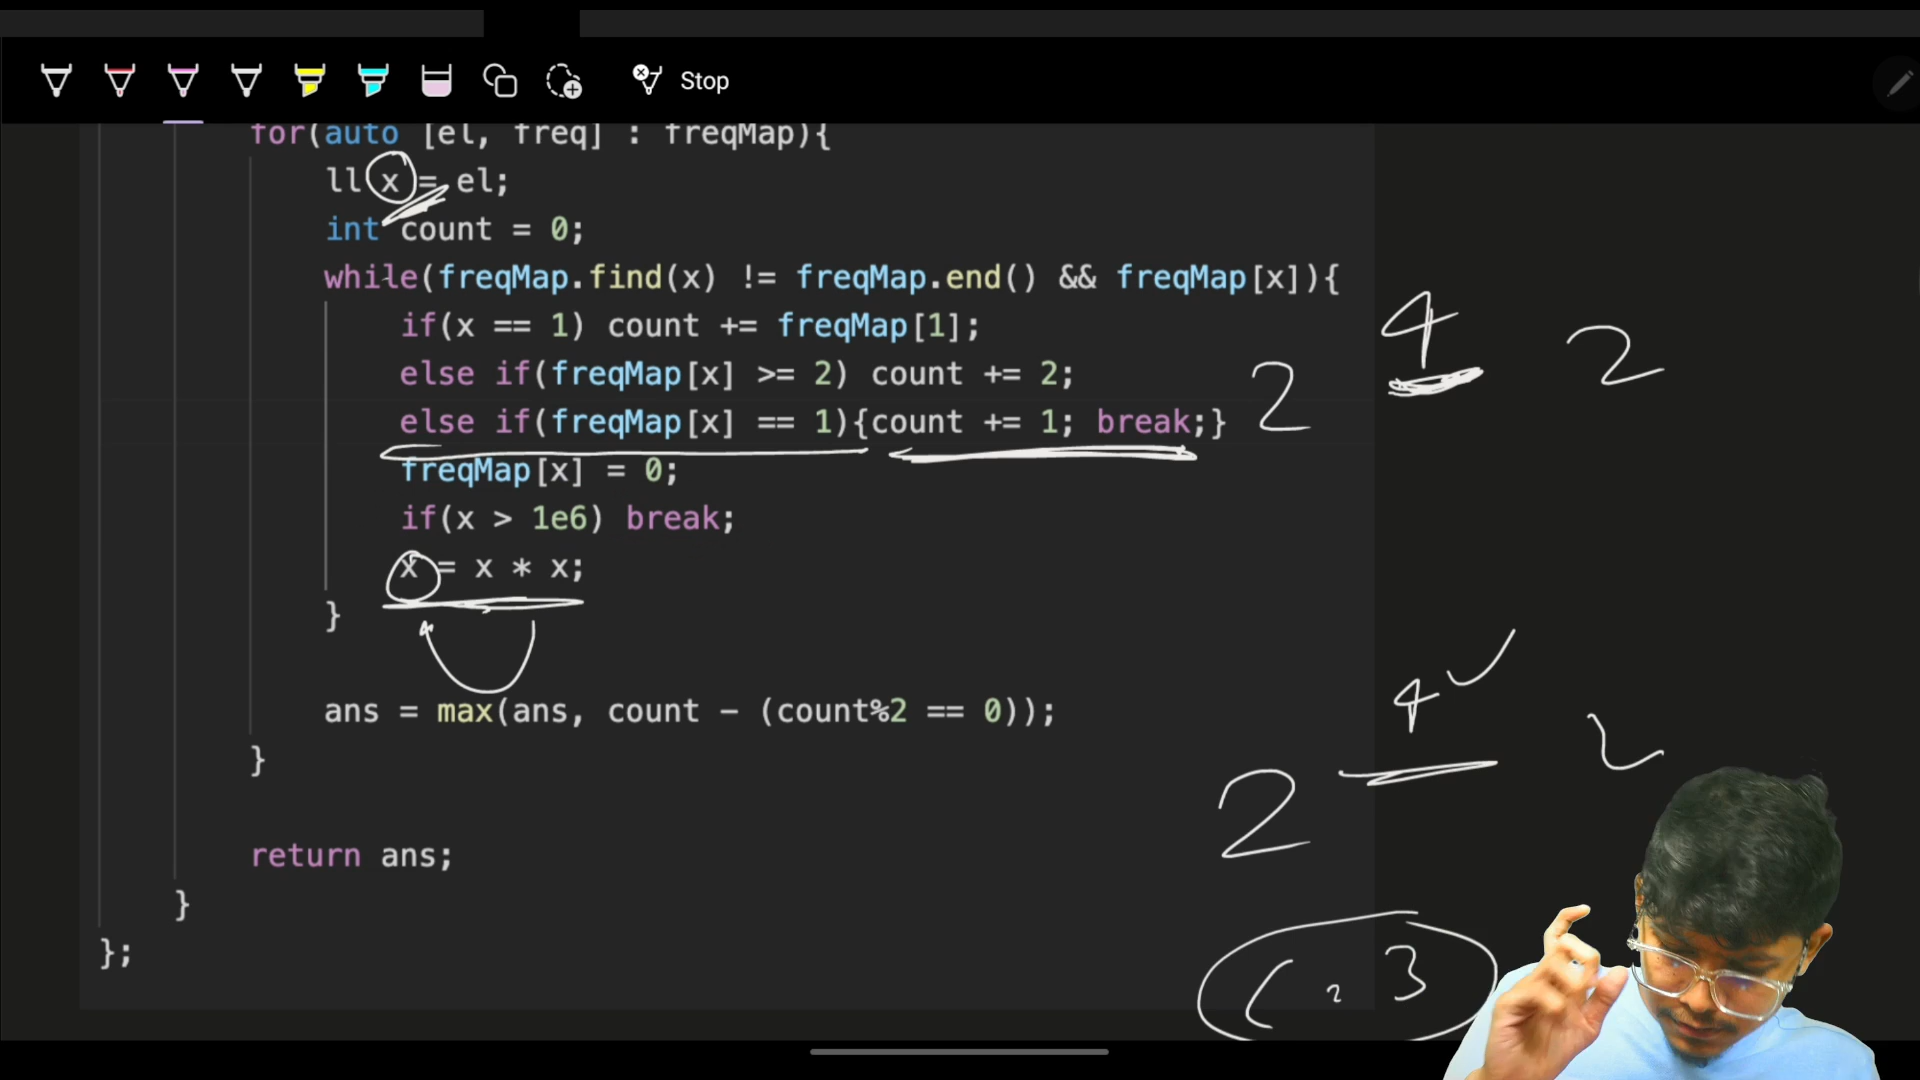 Stop
for(auto [el, freq] : freqMap){
ll x = el;
int count = 0;
while(freqMap.find(x) != freqMap.end() && freqMap[x]){
if(x == 1) count += freqMap[1];
else if(freqMap[x] >= 2) count += 2;
else if(freqMap[x] == 1){count += 1; break;}
freqMap[x] = 0;
if(x > 1e6) break;
x = x * x;
}
ans = max(ans, count - (count%2 == 0));
}
return ans;
}
};
2 4 2
2 4 2
2 3